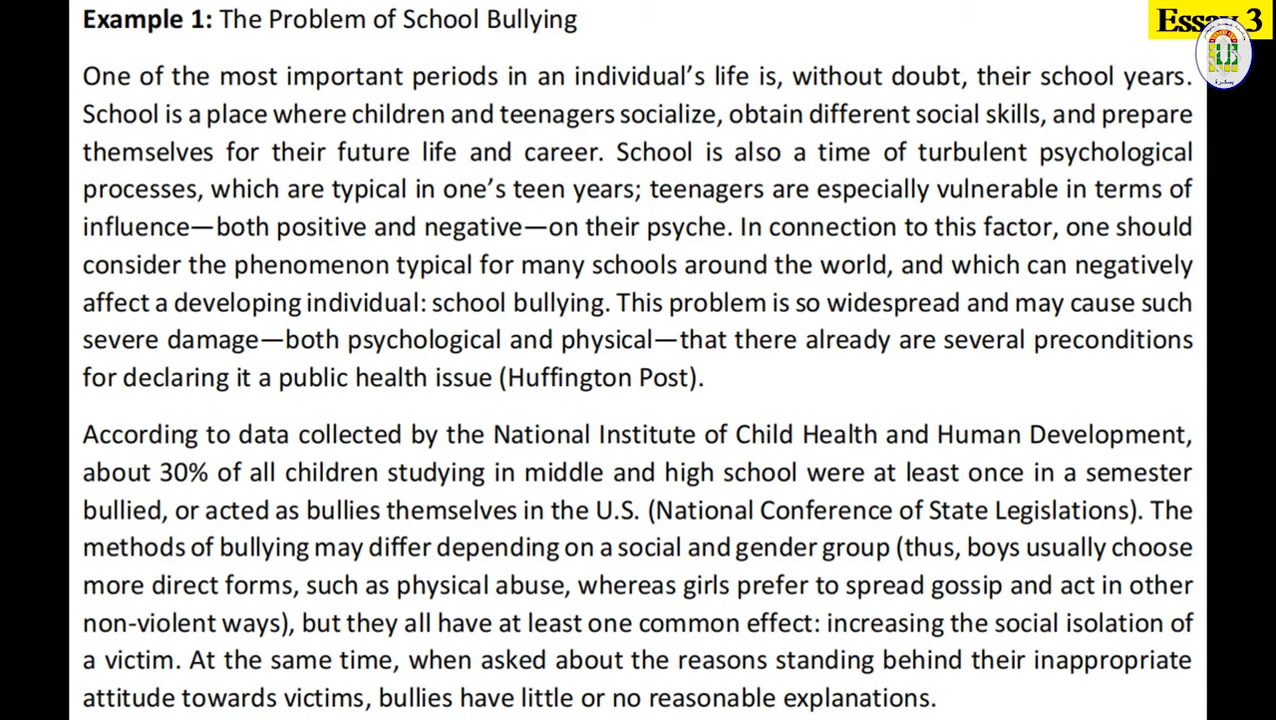 Example 1: The Problem of School Bullying
Essay 3
One of the most important periods in an individual’s life is, without doubt, their school years.
School is a place where children and teenagers socialize, obtain different social skills, and prepare
themselves for their future life and career. School is also a time of turbulent psychological
processes, which are typical in one’s teen years; teenagers are especially vulnerable in terms of
influence—both positive and negative—on their psyche. In connection to this factor, one should
consider the phenomenon typical for many schools around the world, and which can negatively
affect a developing individual: school bullying. This problem is so widespread and may cause such
severe damage—both psychological and physical—that there already are several preconditions
for declaring it a public health issue (Huffington Post).
According to data collected by the National Institute of Child Health and Human Development,
about 30% of all children studying in middle and high school were at least once in a semester
bullied, or acted as bullies themselves in the U.S. (National Conference of State Legislations). The
methods of bullying may differ depending on a social and gender group (thus, boys usually choose
more direct forms, such as physical abuse, whereas girls prefer to spread gossip and act in other
non-violent ways), but they all have at least one common effect: increasing the social isolation of
a victim. At the same time, when asked about the reasons standing behind their inappropriate
attitude towards victims, bullies have little or no reasonable explanations.